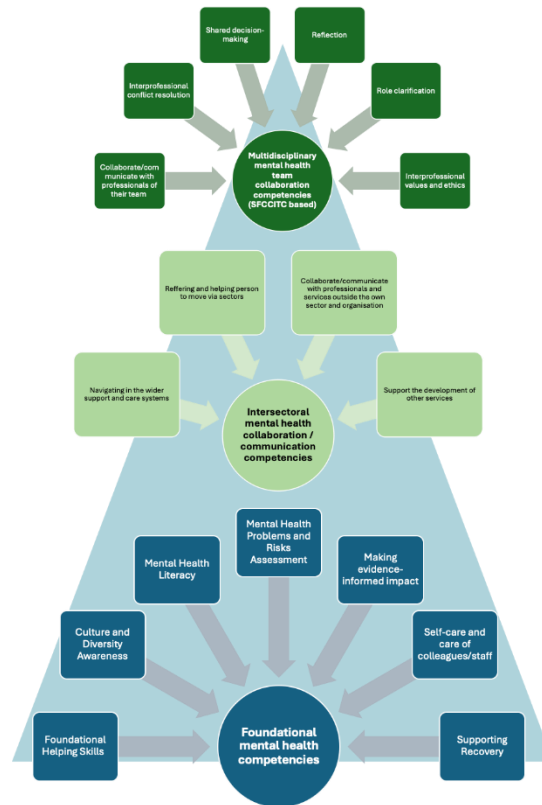 Shared decision-
making
Reflection
Interprofessional
conflict resolution
Role clarification
Collaborate/com
municate with
professionals of
their team
Multidisciplinary
mental health
team
collaboration
competencies
(SFCCITC based)
Interprofessional
values and ethics
Reffering and helping person
to move via sectors
Collaborate/communicate
with professionals and
services outside the own
sector and organisation
Navigating in the wider
support and care systems
Intersectoral
mental health
collaboration /
communication
competencies
Support the development of
other services
Mental Health
Problems and
Risks
Assessment
Mental Health
Literacy
Making
evidence-
informed impact
Culture and
Diversity
Awareness
Self-care and
care of
colleagues/staff
Foundational
Helping Skills
Foundational
mental health
competencies
Supporting
Recovery